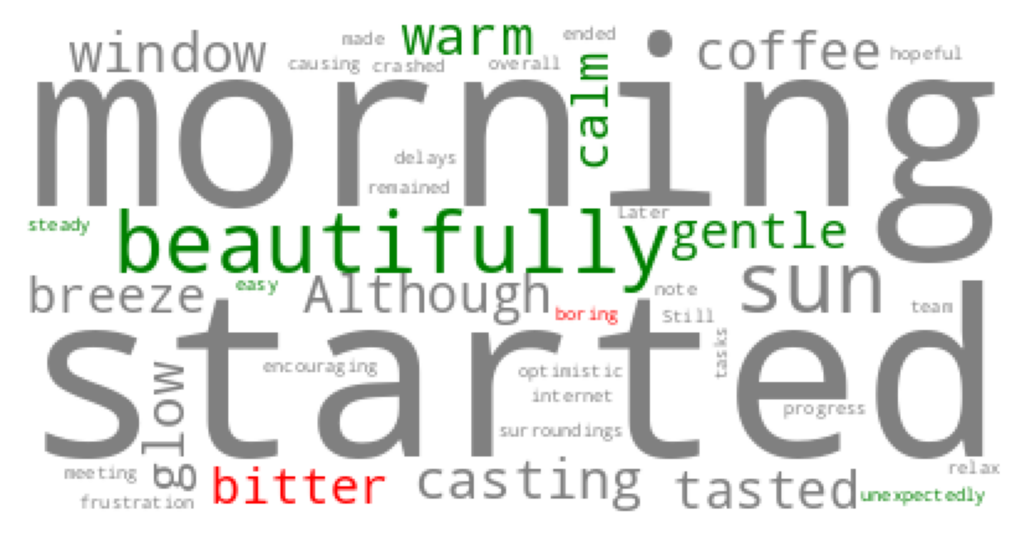 made warm ended
window causing crashed overall calm coffee hopeful
morning
delays
remained
steady beautifully Later gentle
breeze easy Although boring note Still sun team
started
glow encouraging optimistic tasks
internet
surroundings progress
meeting bitter casting tasted relax
frustration unexpectedly